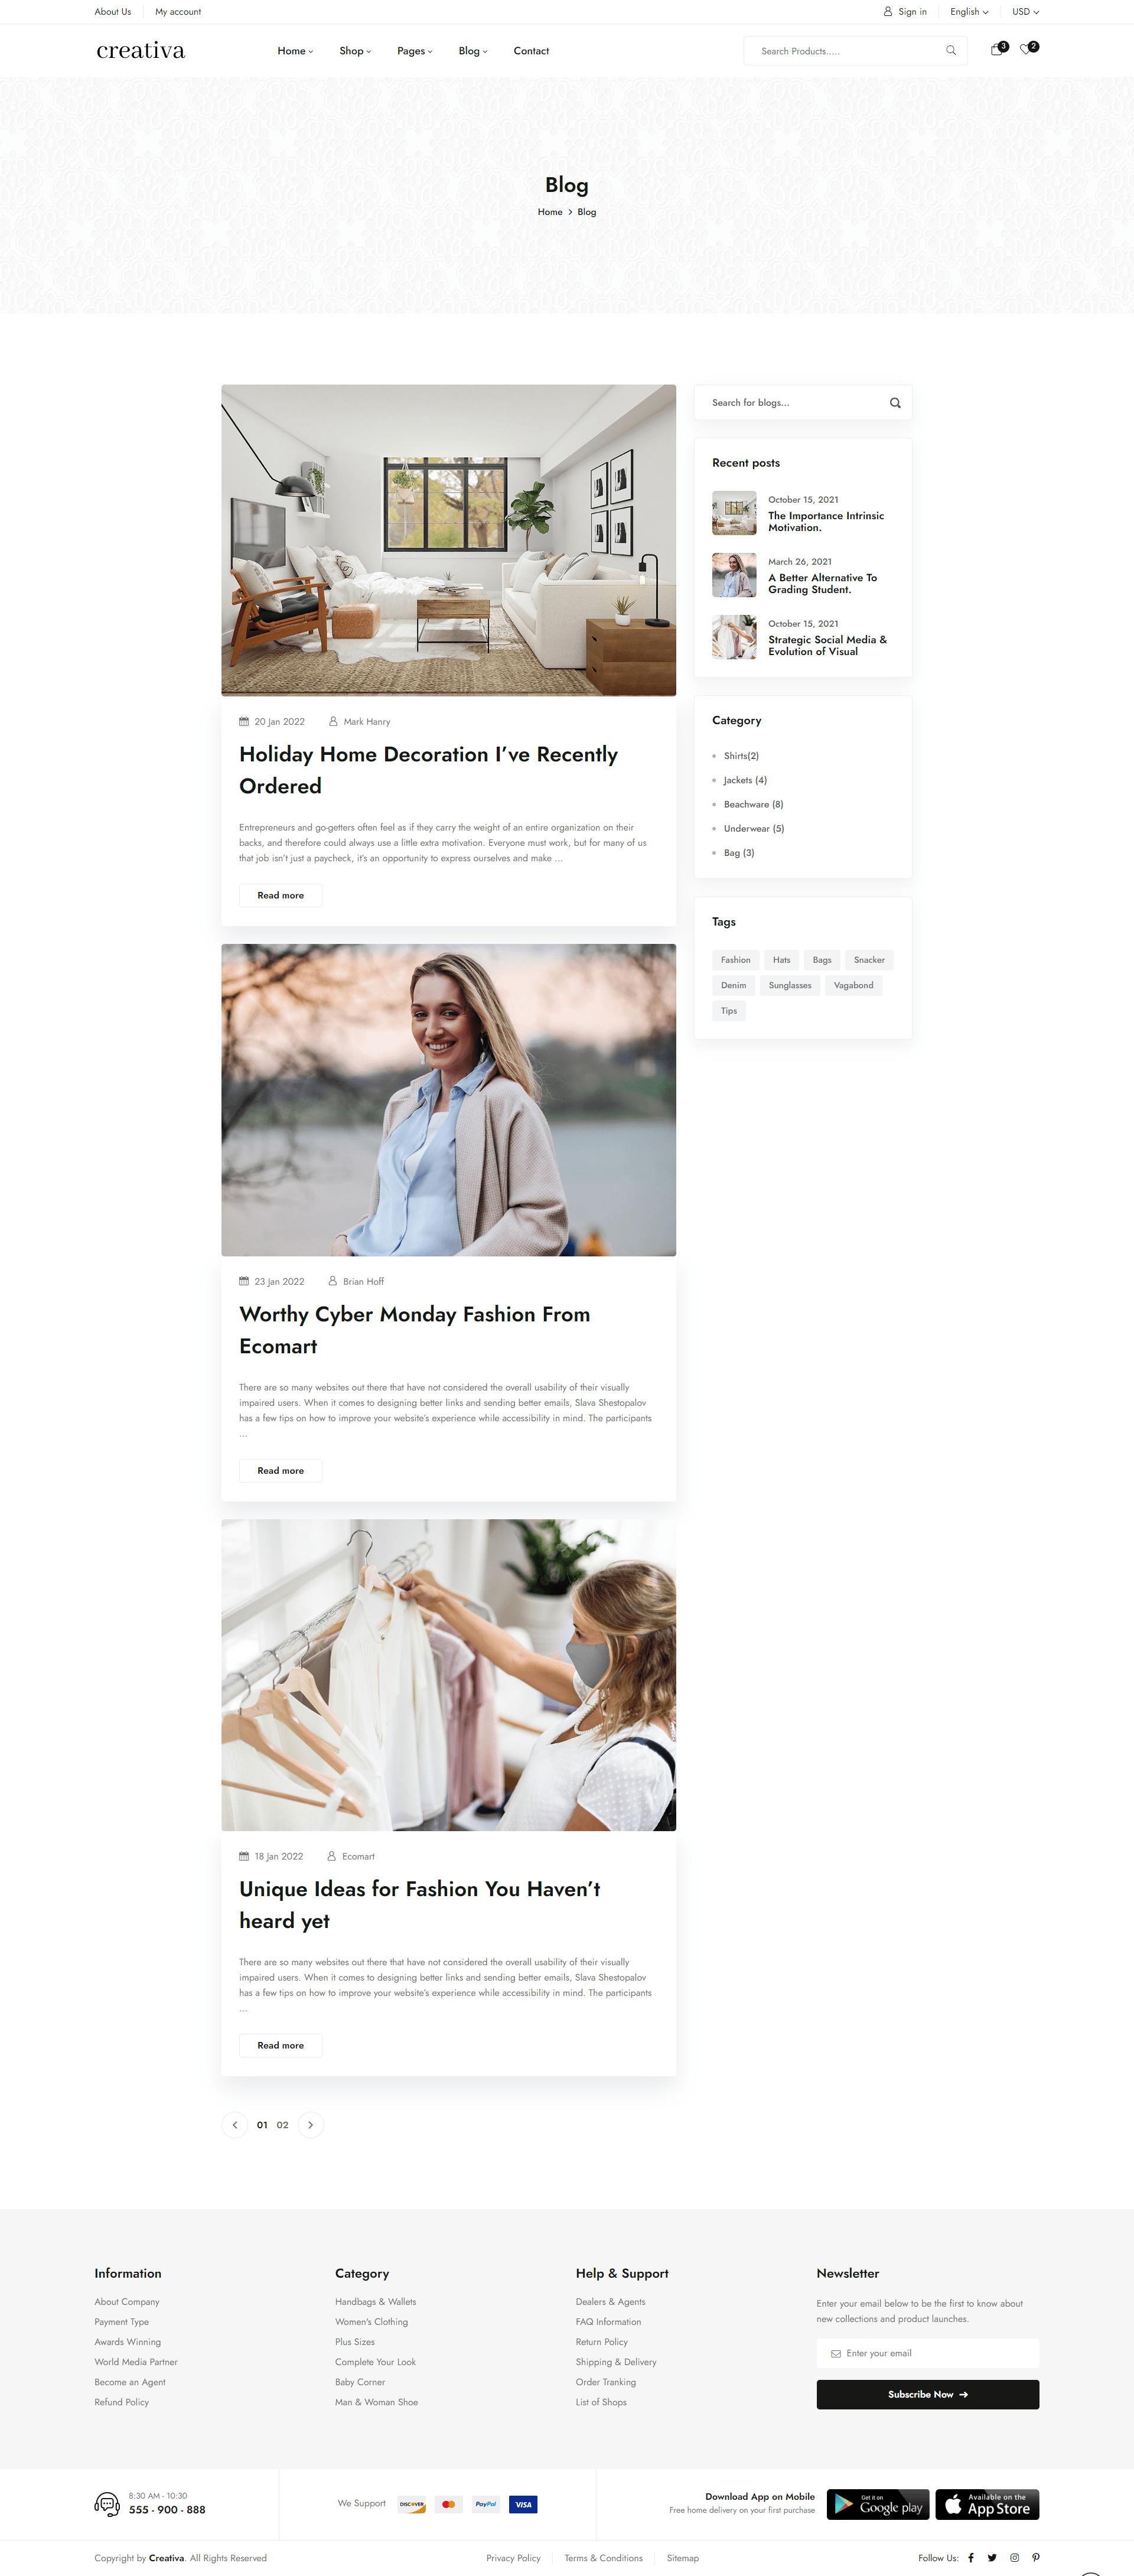 About Us
My account
Sign in
English
USD
creativa
Home
Shop
Pages
Blog
Contact
Search Products.....
3
2
Blog
Home
Blog
20 Jan 2022
Mark Hanry
Holiday Home Decoration I’ve Recently
Ordered
Entrepreneurs and go-getters often feel as if they carry the weight of an entire organization on their
backs, and therefore could always use a little extra motivation. Everyone must work, but for many of us
that job isn’t just a paycheck, it’s an opportunity to express ourselves and make ...
Read more
23 Jan 2022
Brian Hoff
Worthy Cyber Monday Fashion From
Ecomart
There are so many websites out there that have not considered the overall usability of their visually
impaired users. When it comes to designing better links and sending better emails, Slava Shestopalov
has a few tips on how to improve your website’s experience while accessibility in mind. The participants
...
Read more
18 Jan 2022
Ecomart
Unique Ideas for Fashion You Haven’t
heard yet
There are so many websites out there that have not considered the overall usability of their visually
impaired users. When it comes to designing better links and sending better emails, Slava Shestopalov
has a few tips on how to improve your website’s experience while accessibility in mind. The participants
...
Read more
01
02
Search for blogs...
Recent posts
October 15, 2021
The Importance Intrinsic
Motivation.
March 26, 2021
A Better Alternative To
Grading Student.
October 15, 2021
Strategic Social Media &
Evolution of Visual
Category
Shirts(2)
Jackets (4)
Beachware (8)
Underwear (5)
Bag (3)
Tags
Fashion
Hats
Bags
Snacker
Denim
Sunglasses
Vagabond
Tips
Information
About Company
Payment Type
Awards Winning
World Media Partner
Become an Agent
Refund Policy
Category
Handbags & Wallets
Women's Clothing
Plus Sizes
Complete Your Look
Baby Corner
Man & Woman Shoe
Help & Support
Dealers & Agents
FAQ Information
Return Policy
Shipping & Delivery
Order Tranking
List of Shops
Newsletter
Enter your email below to be the first to know about
new collections and product launches.
Enter your email
Subscribe Now
8:30 AM - 10:30
555 - 900 - 888
We Support
DISCOVER
PayPal
VISA
Download App on Mobile
Free home delivery on your first purchase
Get it on
Google play
Available on the
App Store
Copyright by Creativa. All Rights Reserved
Privacy Policy
Terms & Conditions
Sitemap
Follow Us: